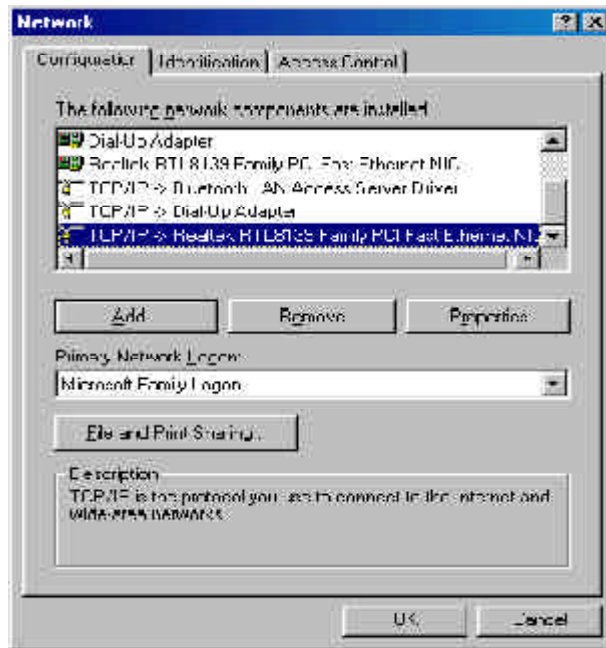 Network
Configuration Identification Access Control
The following network components are installed
Dial-Up Adapter
Realtek RTL8139 Family PCI Fast Ethernet NIC
TCP/IP -> Bluetooth LAN Access Server Driver
TCP/IP -> Dial-Up Adapter
TCP/IP -> Realtek RTL8139 Family PCI Fast Ethernet NI
Add Remove Properties
Primary Network Logon:
Microsoft Family Logon
File and Print Sharing...
Description
TCP/IP is the protocol you use to connect to the Internet and
wide-area networks
OK Cancel